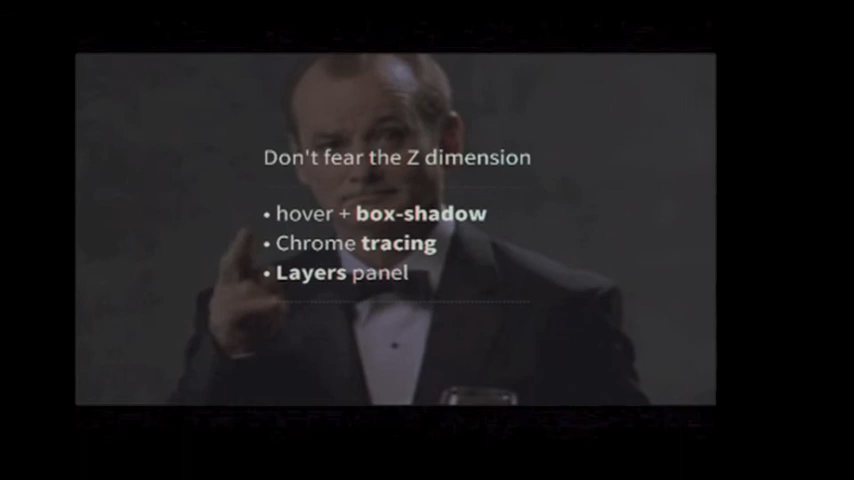 Don't fear the Z dimension
• hover + box-shadow
• Chrome tracing
• Layers panel